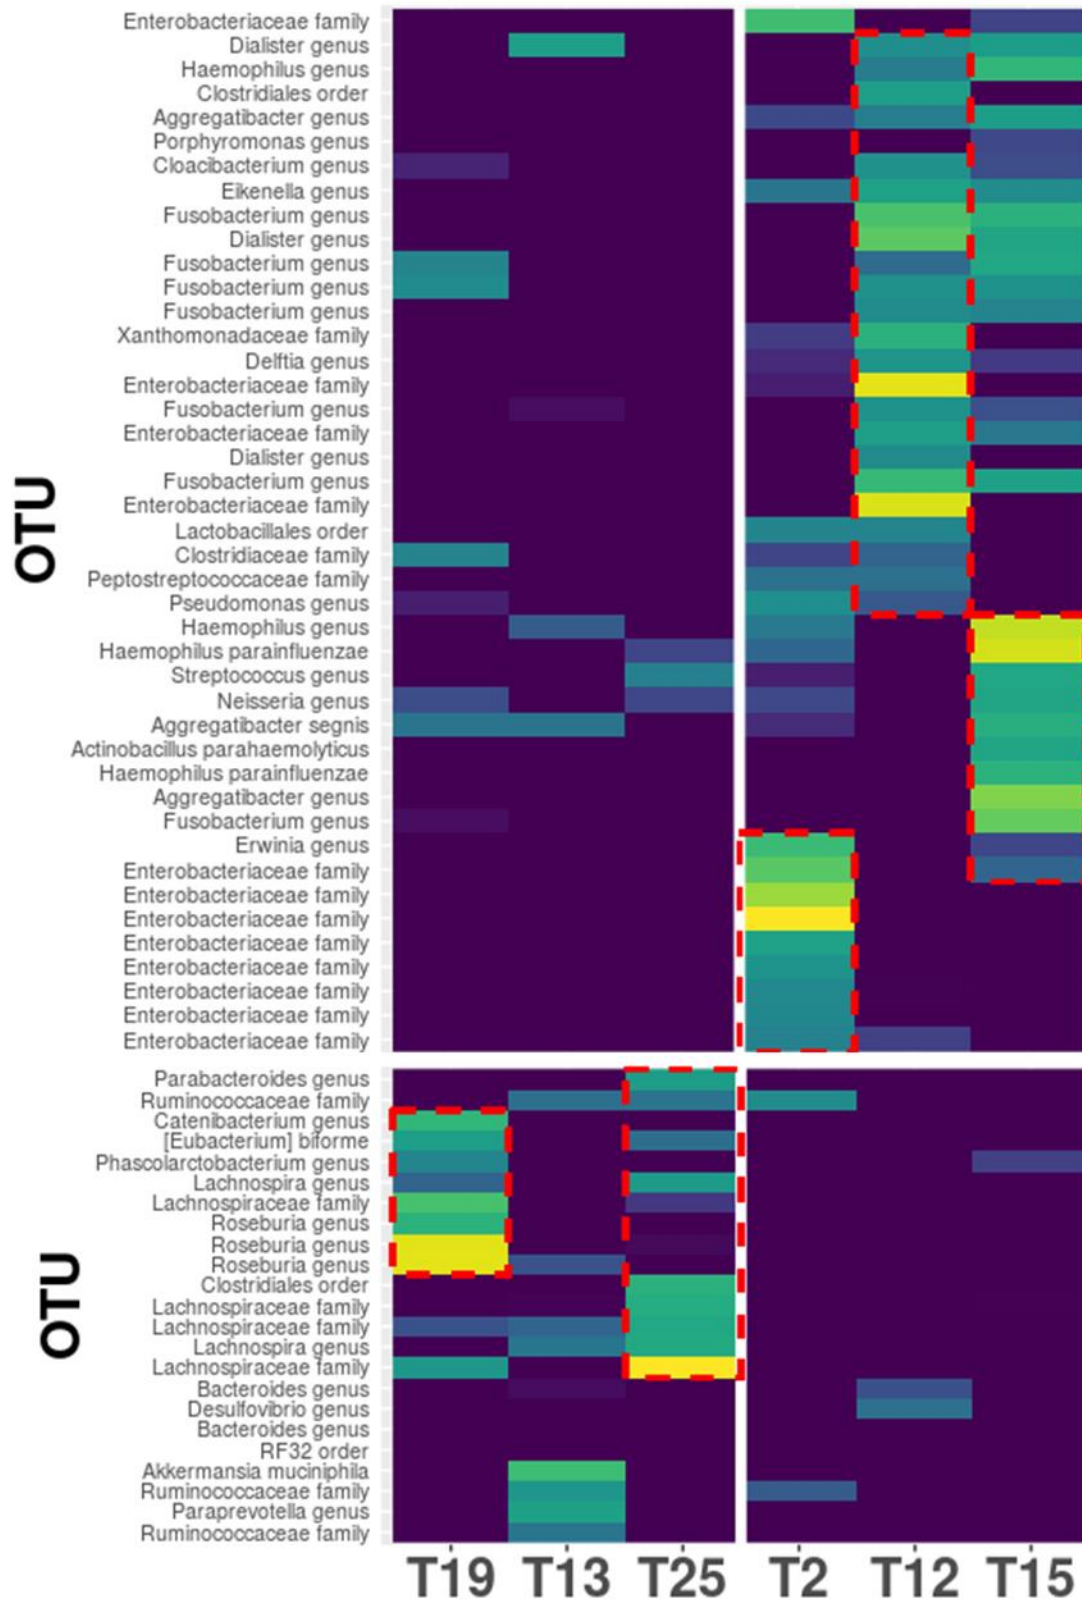 Enterobacteriaceae family
Dialister genus
Haemophilus genus
Clostridiales order
Aggregatibacter genus
Porphyromonas genus
Cloacibacterium genus
Eikenella genus
Fusobacterium genus
Dialister genus
Fusobacterium genus
Fusobacterium genus
Fusobacterium genus
Xanthomonadaceae family
Delftia genus
Enterobacteriaceae family
Fusobacterium genus
Enterobacteriaceae family
Dialister genus
Fusobacterium genus
Enterobacteriaceae family
Lactobacillales order
Clostridiaceae family
Peptostreptococcaceae family
Pseudomonas genus
Haemophilus genus
Haemophilus parainfluenzae
Streptococcus genus
Neisseria genus
Aggregatibacter segnis
Actinobacillus parahaemolyticus
Haemophilus parainfluenzae
Aggregatibacter genus
Fusobacterium genus
Erwinia genus
Enterobacteriaceae family
Enterobacteriaceae family
Enterobacteriaceae family
Enterobacteriaceae family
Enterobacteriaceae family
Enterobacteriaceae family
Enterobacteriaceae family
Enterobacteriaceae family
OTU
Parabacteroides genus
Ruminococcaceae family
Catenibacterium genus
[Eubacterium] biforme
Phascolarctobacterium genus
Lachnospira genus
Lachnospiraceae family
Roseburia genus
Roseburia genus
Roseburia genus
Clostridiales order
Lachnospiraceae family
Lachnospiraceae family
Lachnospira genus
Lachnospiraceae family
Bacteroides genus
Desulfovibrio genus
Bacteroides genus
RF32 order
Akkermansia muciniphila
Ruminococcaceae family
Paraprevotella genus
Ruminococcaceae family
OTU
T19 T13 T25 T2 T12 T15